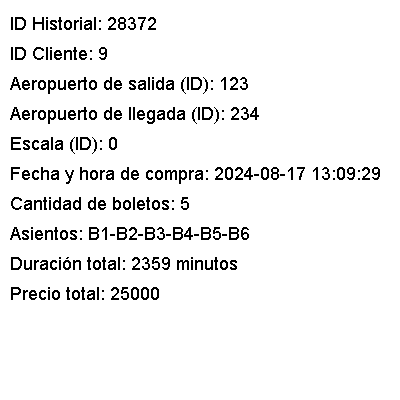 ID Historial: 28372
ID Cliente: 9
Aeropuerto de salida (ID): 123
Aeropuerto de llegada (ID): 234
Escala (ID): 0
Fecha y hora de compra: 2024-08-17 13:09:29
Cantidad de boletos: 5
Asientos: B1-B2-B3-B4-B5-B6
Duración total: 2359 minutos
Precio total: 25000